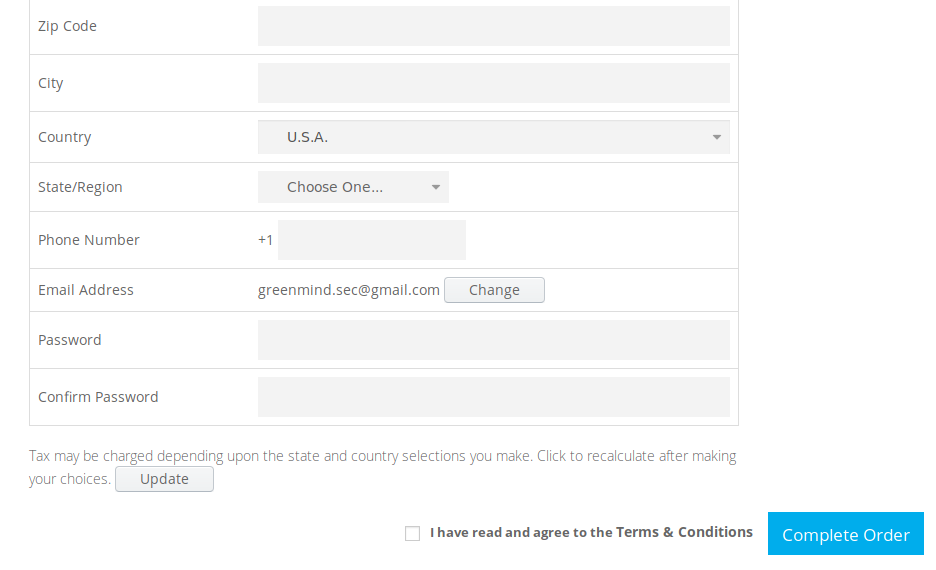 Zip Code
City
Country U.S.A.
State/Region Choose One...
Phone Number +1
Email Address greenmind.sec@gmail.com Change
Password
Confirm Password
Tax may be charged depending upon the state and country selections you make. Click to recalculate after making
your choices. Update
I have read and agree to the Terms & Conditions Complete Order